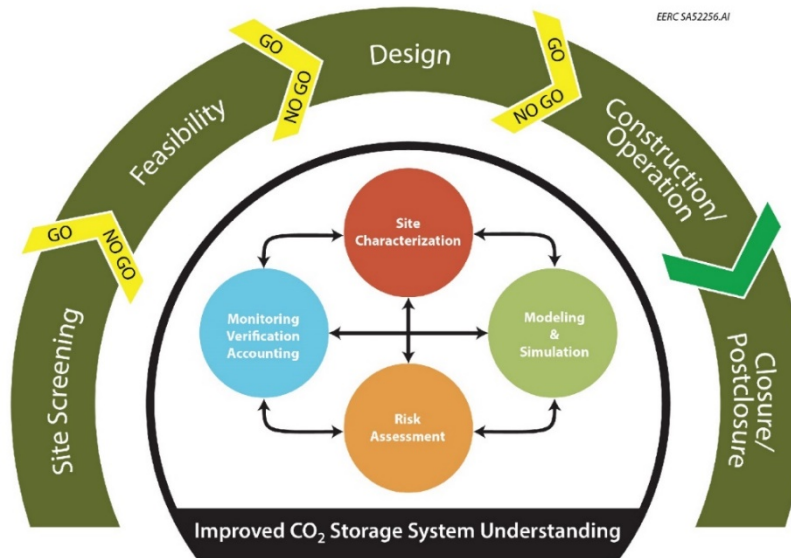 EERC SA52256.AI
Site Screening
GO
NO GO
Feasibility
GO
NO GO
Design
GO
NO GO
Construction/
Operation
Closure/
Postclosure
Site
Characterization
Monitoring
Verification
Accounting
Modeling
&
Simulation
Risk
Assessment
Improved CO₂ Storage System Understanding